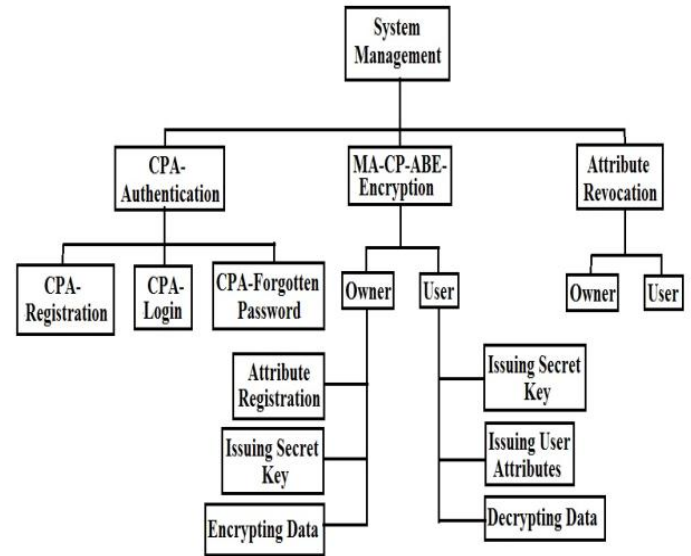 System
Management
CPA-
Authentication
MA-CP-ABE-
Encryption
Attribute
Revocation
CPA-
Registration
CPA-
Login
CPA-Forgotten
Password
Owner
User
Owner
User
Attribute
Registration
Issuing Secret
Key
Encrypting Data
Issuing Secret
Key
Issuing User
Attributes
Decrypting Data